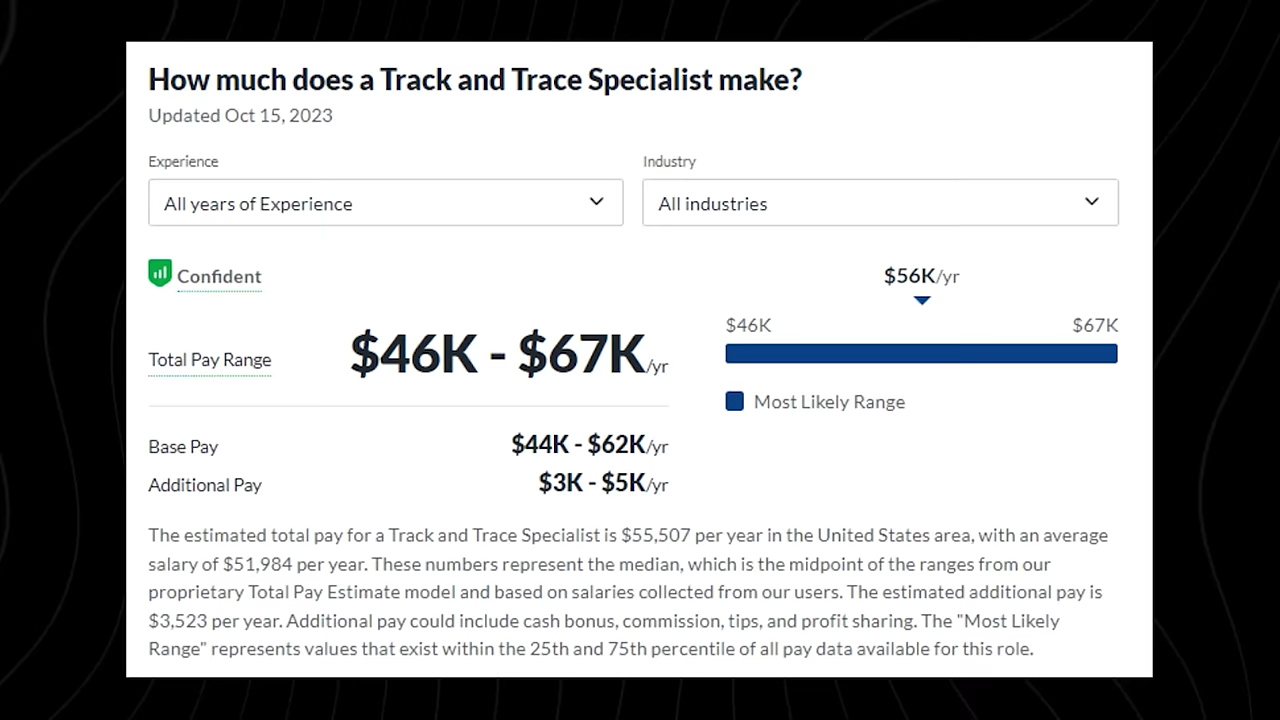 How much does a Track and Trace Specialist make?
Updated Oct 15, 2023
Experience
Industry
All years of Experience
All industries
Confident
$56K/yr
$46K
$67K
Total Pay Range
$46K - $67K/yr
Most Likely Range
Base Pay
$44K - $62K/yr
Additional Pay
$3K - $5K/yr
The estimated total pay for a Track and Trace Specialist is $55,507 per year in the United States area, with an average
salary of $51,984 per year. These numbers represent the median, which is the midpoint of the ranges from our
proprietary Total Pay Estimate model and based on salaries collected from our users. The estimated additional pay is
$3,523 per year. Additional pay could include cash bonus, commission, tips, and profit sharing. The "Most Likely
Range" represents values that exist within the 25th and 75th percentile of all pay data available for this role.